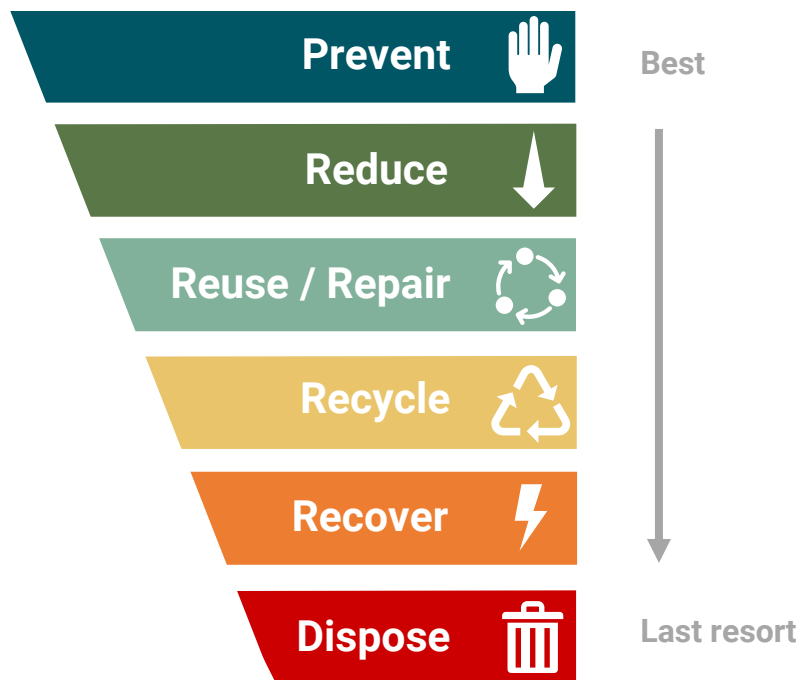 Prevent
Best
Reduce
Reuse / Repair
Recycle
Recover
Dispose
Last resort